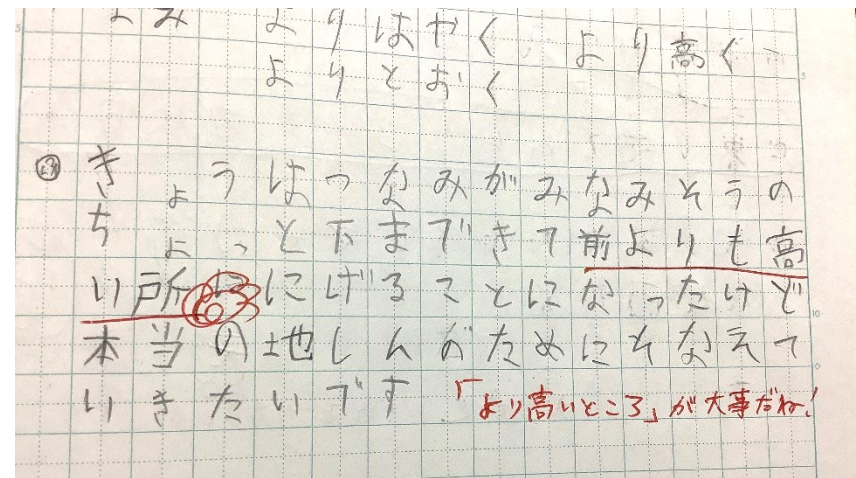 よみ よりはやく より高く
よりとおく
きょうはつなみがみなみそうの
ちょっと下まできて前よりも高
い所にげることになったけど
本当の地しんのためにそなえて
いきたいです 「より高いところ」が大事だね!